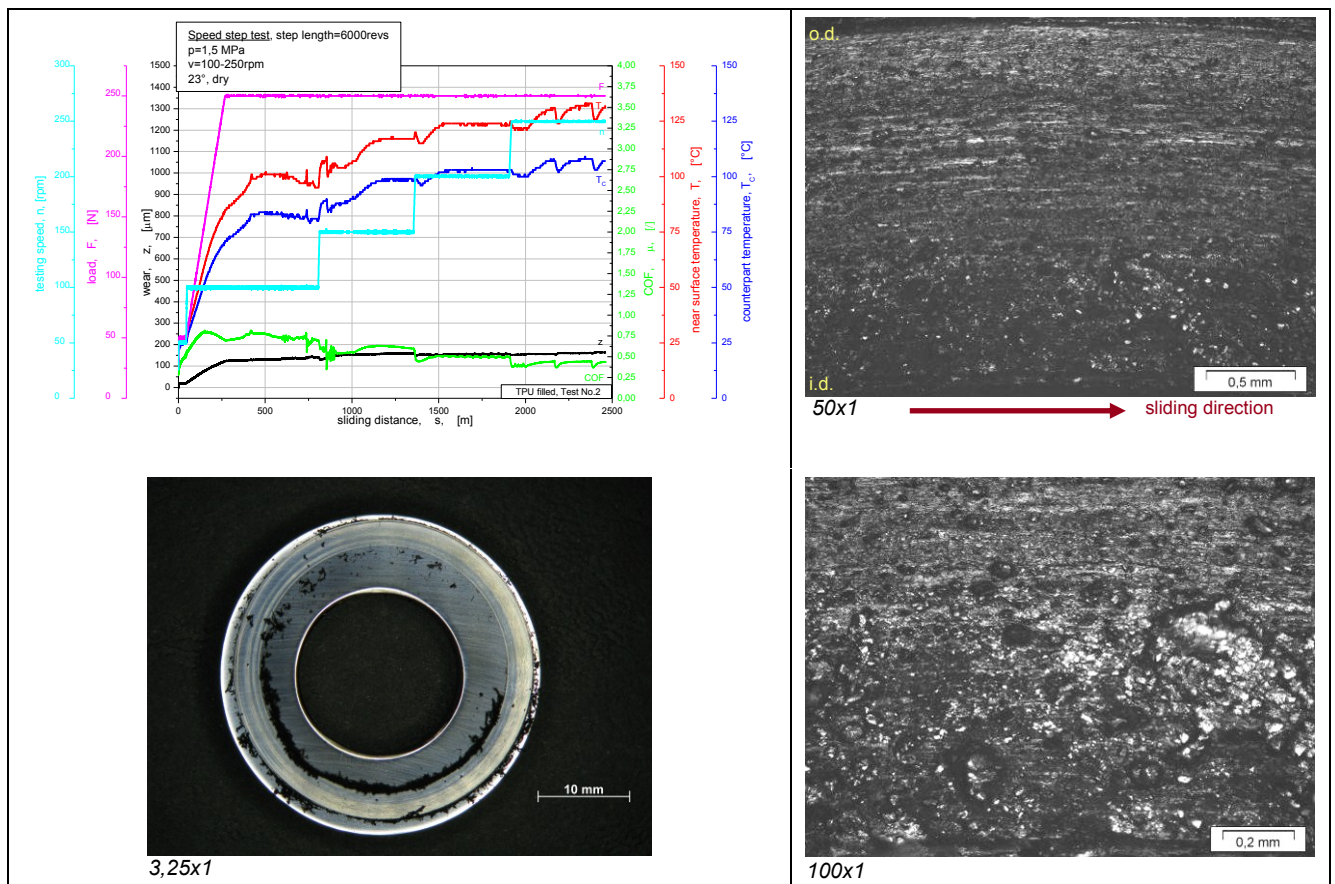 Speed step test, step length=6000revs
p=1,5 MPa
v=100-250rpm
23°, dry
300
250
200
150
100
50
0
testing speed, n, [rpm]
250
200
150
100
50
0
load, F, [N]
1500
1400
1300
1200
1100
1000
900
800
700
600
500
400
300
200
100
0
wear, z, [µm]
F
T
n
T_C
z
COF
TPU filled, Test No.2
0
500
1000
1500
2000
2500
sliding distance, s, [m]
4,00
3,75
3,50
3,25
3,00
2,75
2,50
2,25
2,00
1,75
1,50
1,25
1,00
0,75
0,50
0,25
0,00
COF, µ, [/]
150
125
100
75
50
25
0
near surface temperature, T, [°C]
150
125
100
75
50
25
0
counterpart temperature, T_C, [°C]
o.d.
i.d.
0,5 mm
50x1
sliding direction
10 mm
3,25x1
0,2 mm
100x1